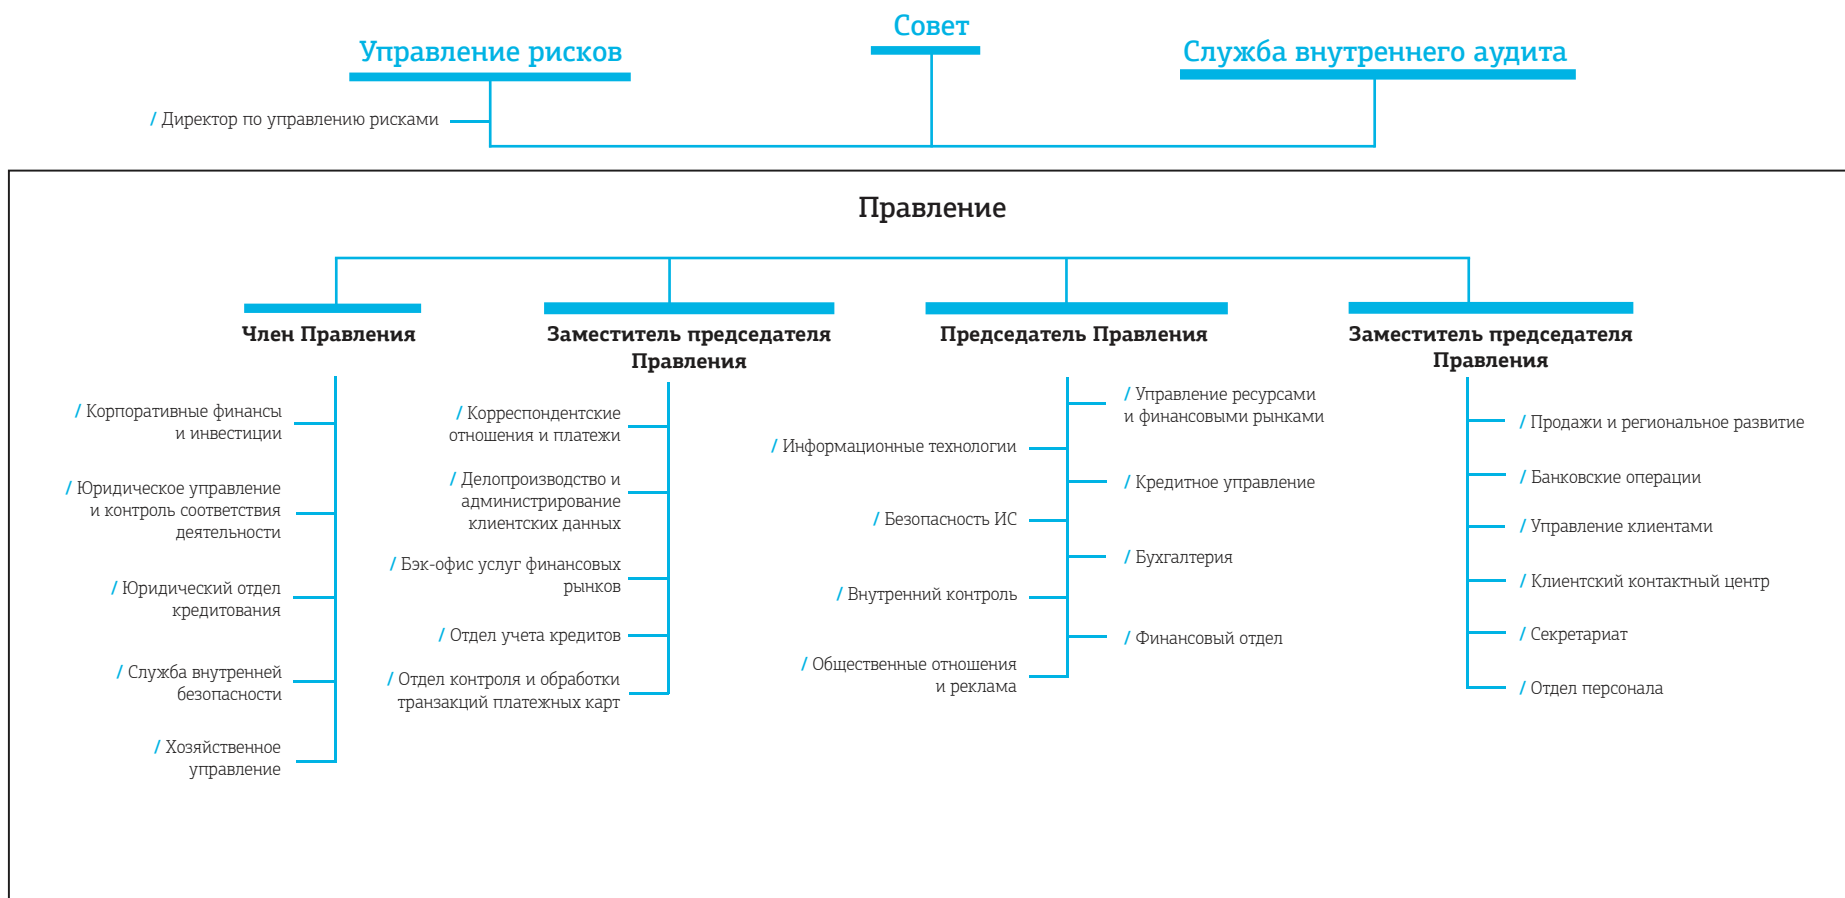 Совет
Управление рисков
Служба внутреннего аудита
/ Директор по управлению рисками
Правление
Член Правления
/ Корпоративные финансы
и инвестиции
/ Юридическое управление
и контроль соответствия
деятельности
/ Юридический отдел
кредитования
/ Служба внутренней
безопасности
/ Хозяйственное
управление
Заместитель председателя
Правления
/ Корреспондентские
отношения и платежи
/ Делопроизводство и
администрирование
клиентских данных
/ Бэк-офис услуг финансовых
рынков
/ Отдел учета кредитов
/ Отдел контроля и обработки
транзакций платежных карт
Председатель Правления
/ Информационные технологии
/ Безопасность ИС
/ Внутренний контроль
/ Общественные отношения
и реклама
/ Управление ресурсами
и финансовыми рынками
/ Кредитное управление
/ Бухгалтерия
/ Финансовый отдел
Заместитель председателя
Правления
/ Продажи и региональное развитие
/ Банковские операции
/ Управление клиентами
/ Клиентский контактный центр
/ Секретариат
/ Отдел персонала